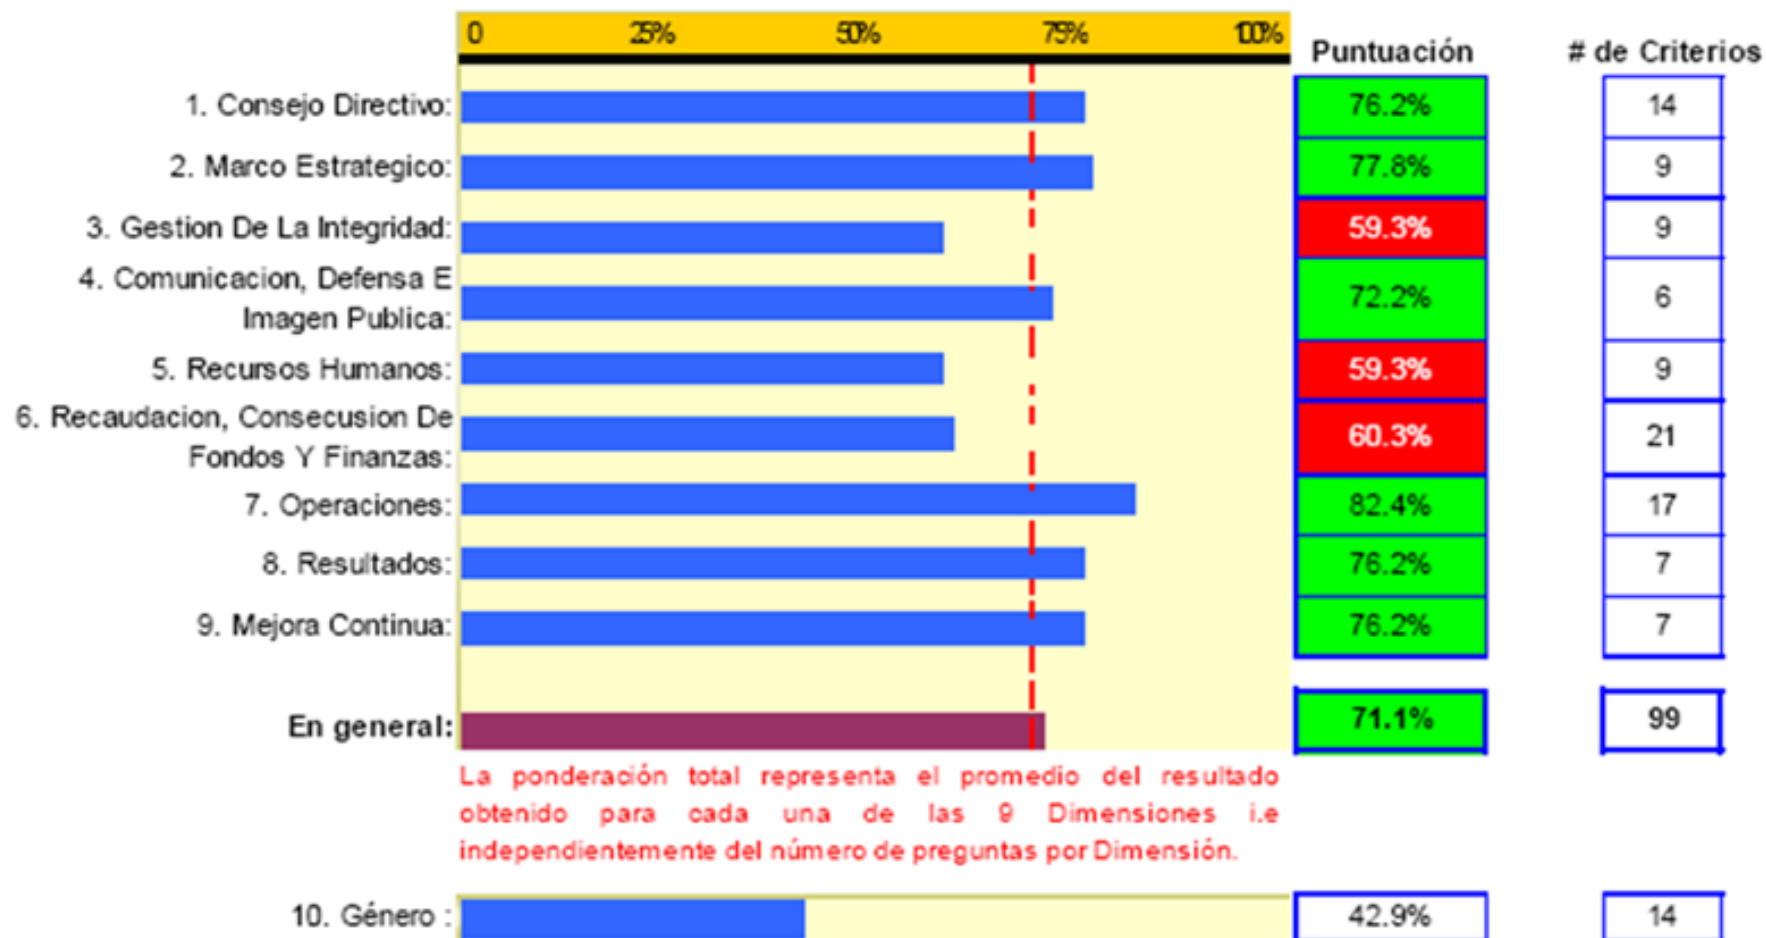 0 25% 50% 75% 100%
Puntuación # de Criterios
1. Consejo Directivo: 76.2% 14
2. Marco Estrategico: 77.8% 9
3. Gestion De La Integridad: 59.3% 9
4. Comunicacion, Defensa E
Imagen Publica: 72.2% 6
5. Recursos Humanos: 59.3% 9
6. Recaudacion, Consecusion De
Fondos Y Finanzas: 60.3% 21
7. Operaciones: 82.4% 17
8. Resultados: 76.2% 7
9. Mejora Continua: 76.2% 7
En general: 71.1% 99
La ponderación total representa el promedio del resultado
obtenido para cada una de las 9 Dimensiones i.e
independientemente del número de preguntas por Dimensión.
10. Género : 42.9% 14